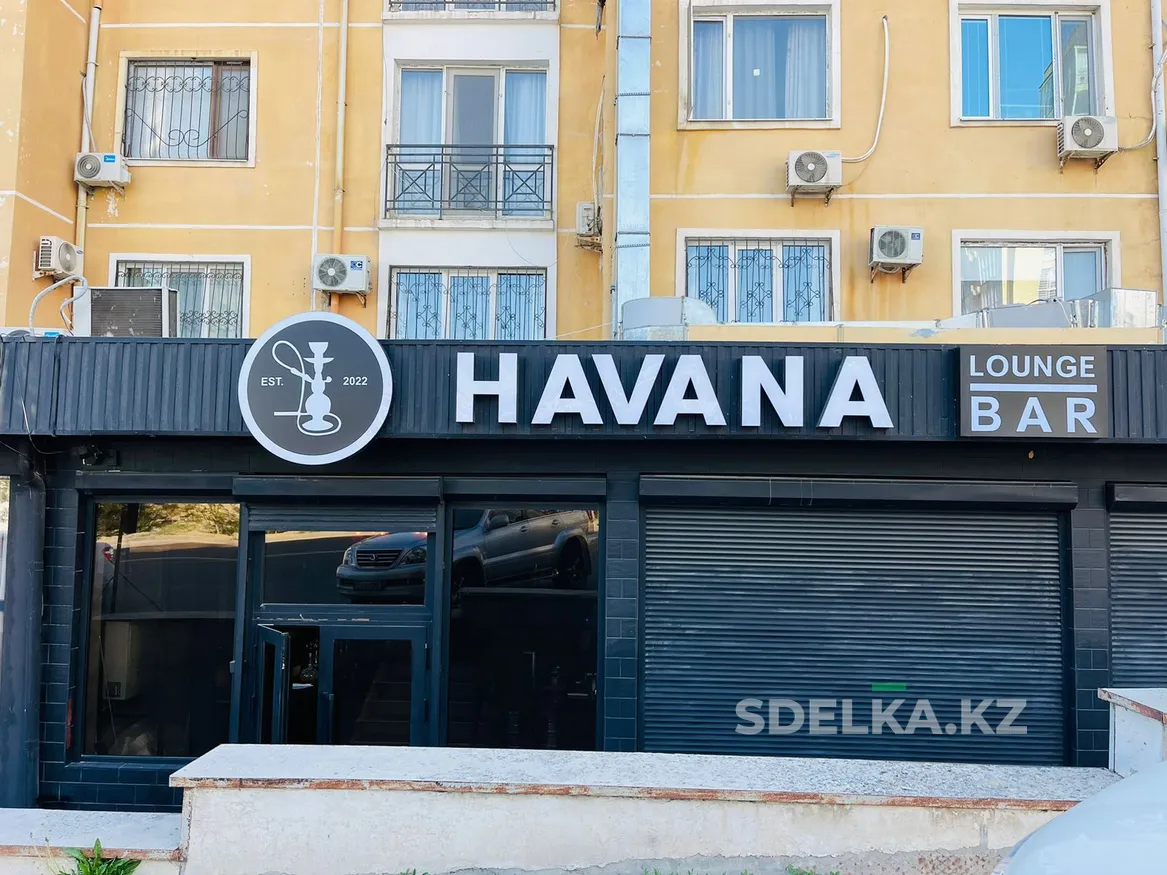 EST. 2022
HAVANA
LOUNGE
BAR
SDELKA.KZ